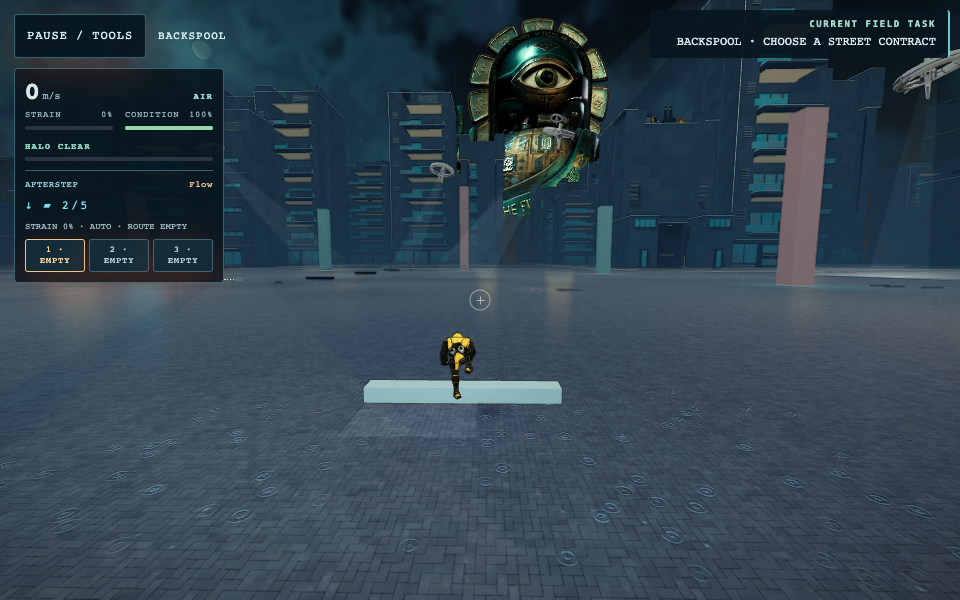 PAUSE / TOOLS
BACKSPOOL
CURRENT FIELD TASK
BACKSPOOL · CHOOSE A STREET CONTRACT
0 m/s
AIR
STRAIN 0%
CONDITION 100%
HALO CLEAR
AFTERSTEP
Flow
↓ ▰ 2/5
STRAIN 0% · AUTO · ROUTE EMPTY
1 ·
EMPTY
2 ·
EMPTY
3 ·
EMPTY